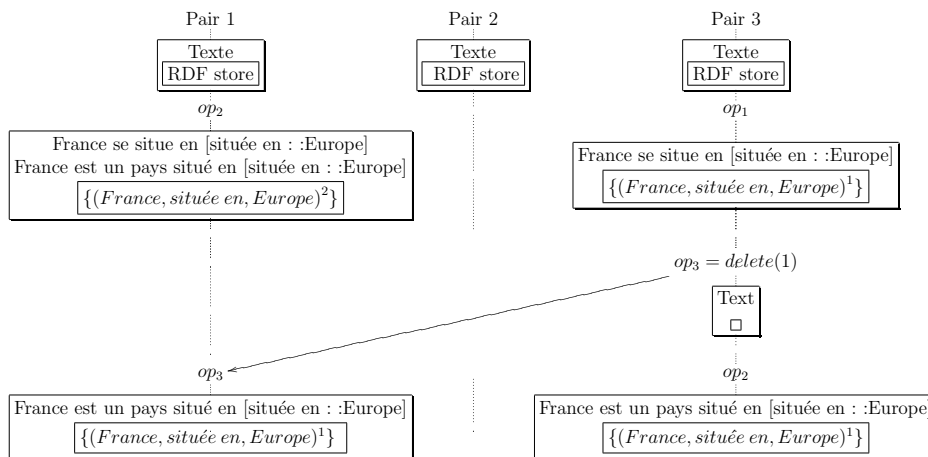 Pair 1 Pair 2 Pair 3
Texte Texte Texte
RDF store RDF store RDF store
op₂ op₁
France se situe en [située en : :Europe]
France est un pays situé en [située en : :Europe]
{(France, située en, Europe)²}
France se situe en [située en : :Europe]
{(France, située en, Europe)¹}
op₃ = delete(1)
Text
op₃ op₂
France est un pays situé en [située en : :Europe]
{(France, située en, Europe)¹}
France est un pays situé en [située en : :Europe]
{(France, située en, Europe)¹}